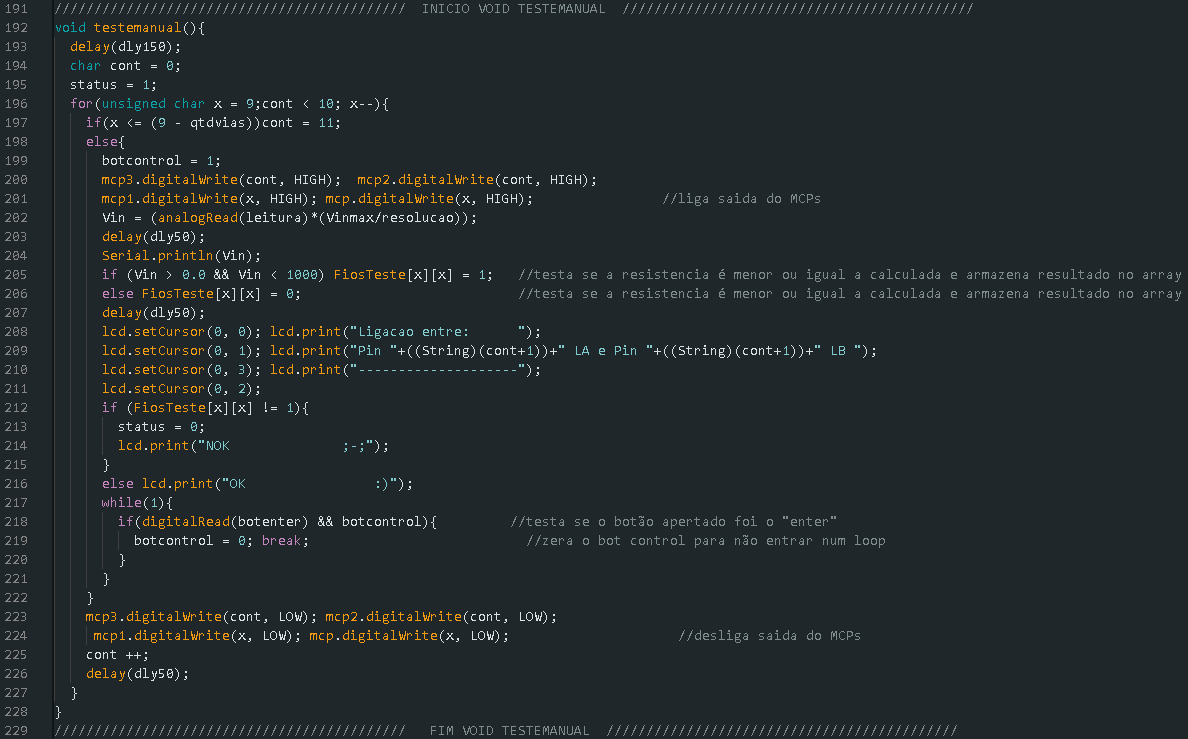 191 //////////////////////////////////////////// INICIO VOID TESTEMANUAL ////////////////////////////////////////////
192 void testemanual(){
193   delay(dly150);
194   char cont = 0;
195   status = 1;
196   for(unsigned char x = 9;cont < 10; x--){
197     if(x <= (9 - qtdvias))cont = 11;
198     else{
199       botcontrol = 1;
200       mcp3.digitalWrite(cont, HIGH);  mcp2.digitalWrite(cont, HIGH);
201       mcp1.digitalWrite(x, HIGH); mcp.digitalWrite(x, HIGH);                //liga saida do MCPs
202       Vin = (analogRead(leitura)*(Vinmax/resolucao));
203       delay(dly50);
204       Serial.println(Vin);
205       if (Vin > 0.0 && Vin < 1000) FiosTeste[x][x] = 1;   //testa se a resistencia é menor ou igual a calculada e armazena resultado no array
206       else FiosTeste[x][x] = 0;                           //testa se a resistencia é menor ou igual a calculada e armazena resultado no array
207       delay(dly50);
208       lcd.setCursor(0, 0); lcd.print("Ligacao entre:      ");
209       lcd.setCursor(0, 1); lcd.print("Pin "+((String)(cont+1))+" LA e Pin "+((String)(cont+1))+" LB ");
210       lcd.setCursor(0, 3); lcd.print("--------------------");
211       lcd.setCursor(0, 2);
212       if (FiosTeste[x][x] != 1){
213         status = 0;
214         lcd.print("NOK              ;-;");
215       }
216       else lcd.print("OK                :)");
217       while(1){
218         if(digitalRead(botenter) && botcontrol){         //testa se o botão apertado foi o "enter"
219           botcontrol = 0; break;                           //zera o bot control para não entrar num loop
220         }
221       }
222     }
223     mcp3.digitalWrite(cont, LOW); mcp2.digitalWrite(cont, LOW);
224      mcp1.digitalWrite(x, LOW); mcp.digitalWrite(x, LOW);                     //desliga saida do MCPs
225     cont ++;
226     delay(dly50);
227   }
228 }
229 //////////////////////////////////////////// FIM VOID TESTEMANUAL ////////////////////////////////////////////